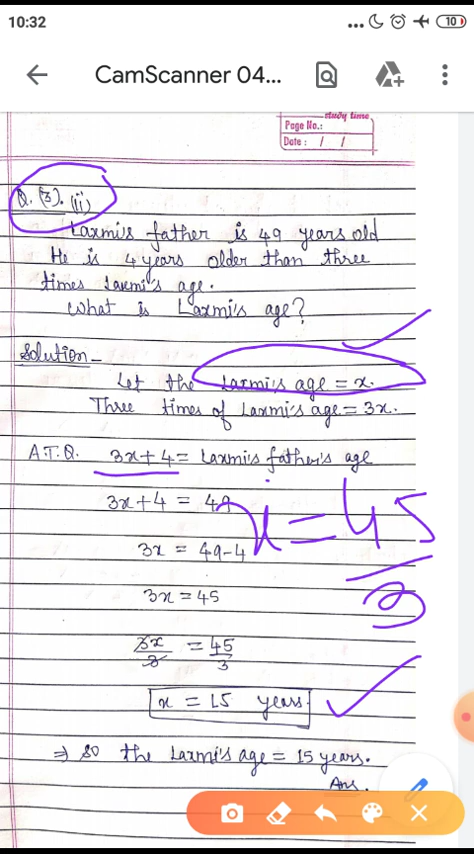 10:32
10
CamScanner 04...
study time
Page No.:
Date : / /
Q. (3). (ii)
Laxmi's father is 49 years old
He is 4 years older than three
times Laxmi's age.
What is Laxmi's age?
Solution -
Let the Laxmi's age = x.
Three times of Laxmi's age = 3x.
A.T.Q. 3x+4 = Laxmi's father's age
3x+4 = 49
3x = 49-4
x = 45/3
3x = 45
3x/3 = 45/3
x = 15 years.
⇒ so the Laxmi's age = 15 years.
Ans.